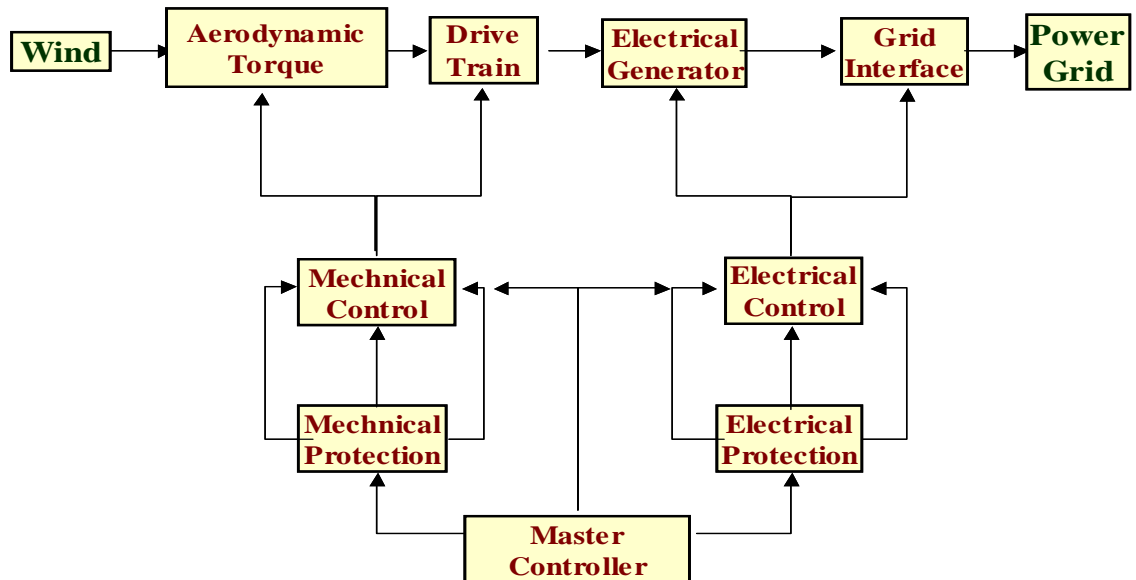 Wind
Aerodynamic
Torque
Drive
Train
Electrical
Generator
Grid
Interface
Power
Grid
Mechnical
Control
Electrical
Control
Mechnical
Protection
Electrical
Protection
Master
Controller